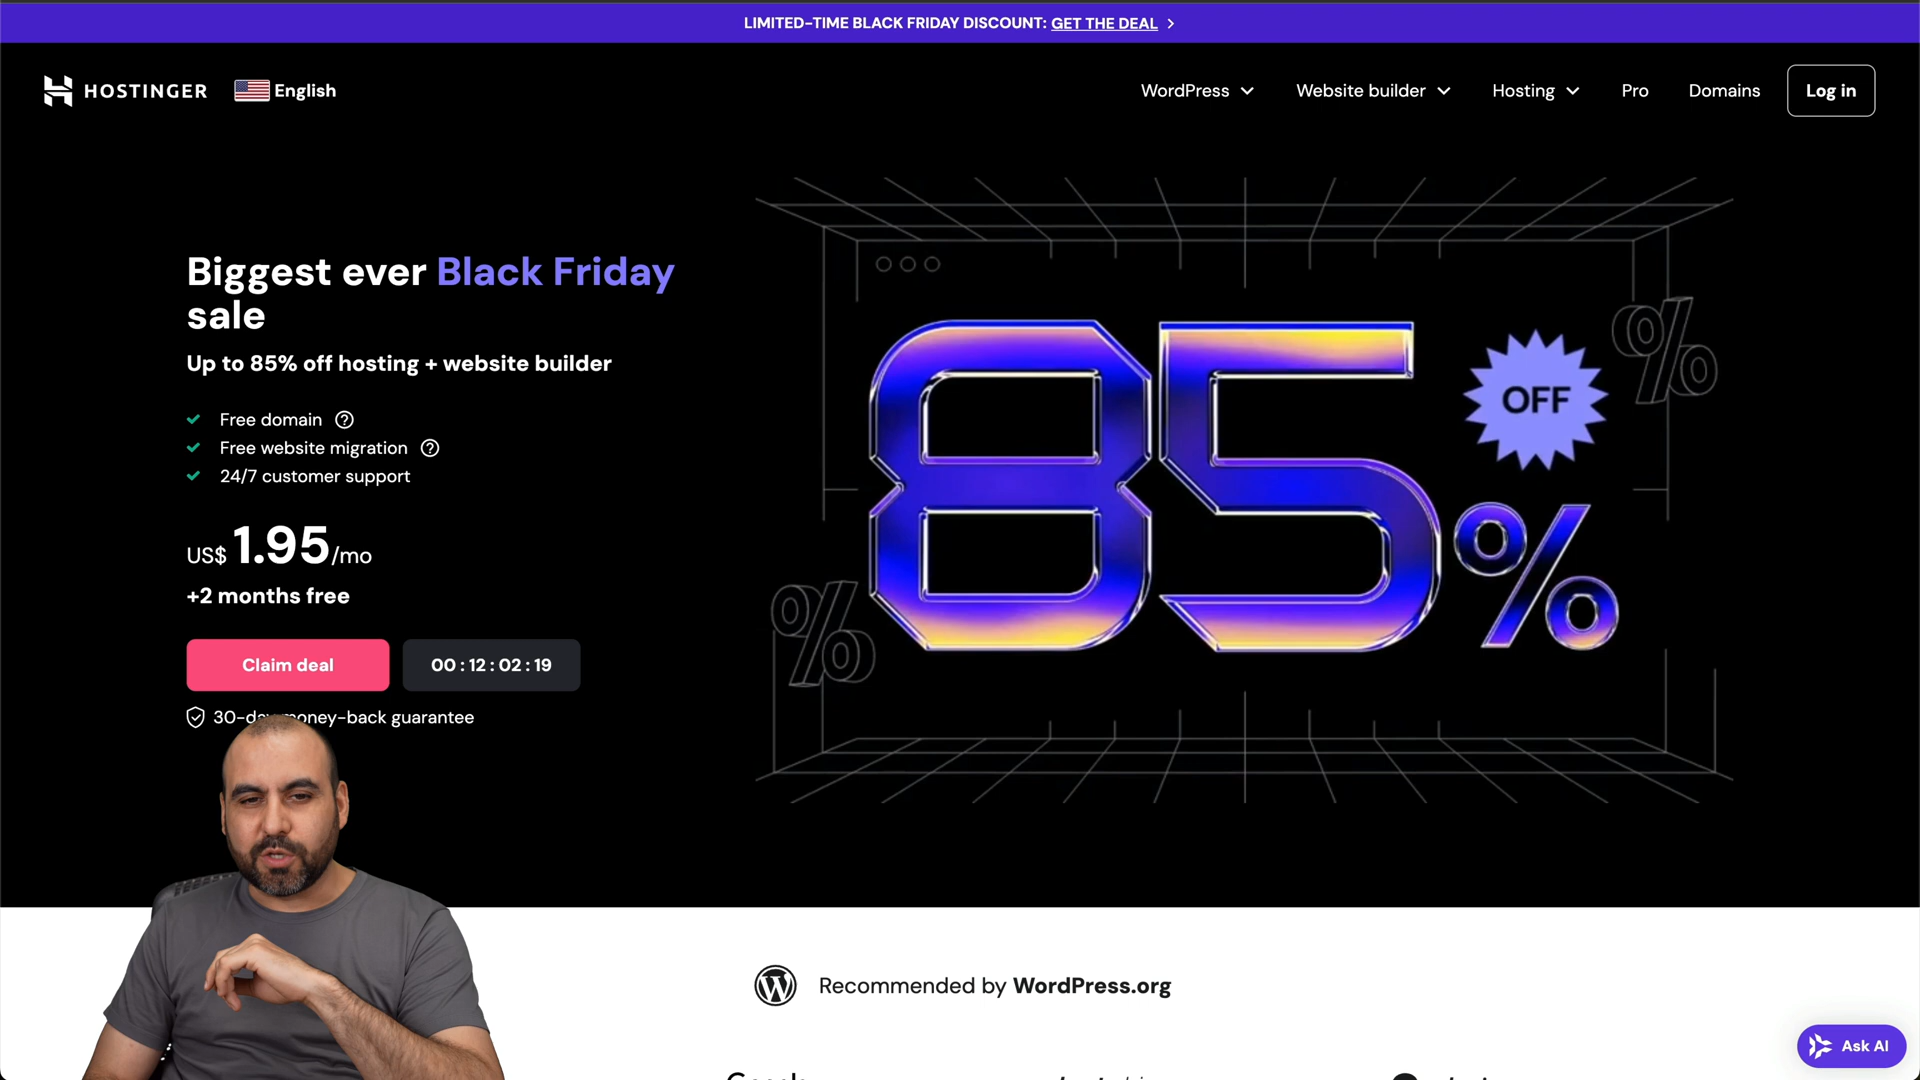 LIMITED-TIME BLACK FRIDAY DISCOUNT: GET THE DEAL
HOSTINGER English WordPress Website builder Hosting Pro Domains Log in
Biggest ever Black Friday
sale
Up to 85% off hosting + website builder
Free domain
Free website migration
24/7 customer support
US$ 1.95/mo
+2 months free
Claim deal 00 : 12 : 02 : 19
30-day money-back guarantee
85%
OFF
Recommended by WordPress.org
Ask AI